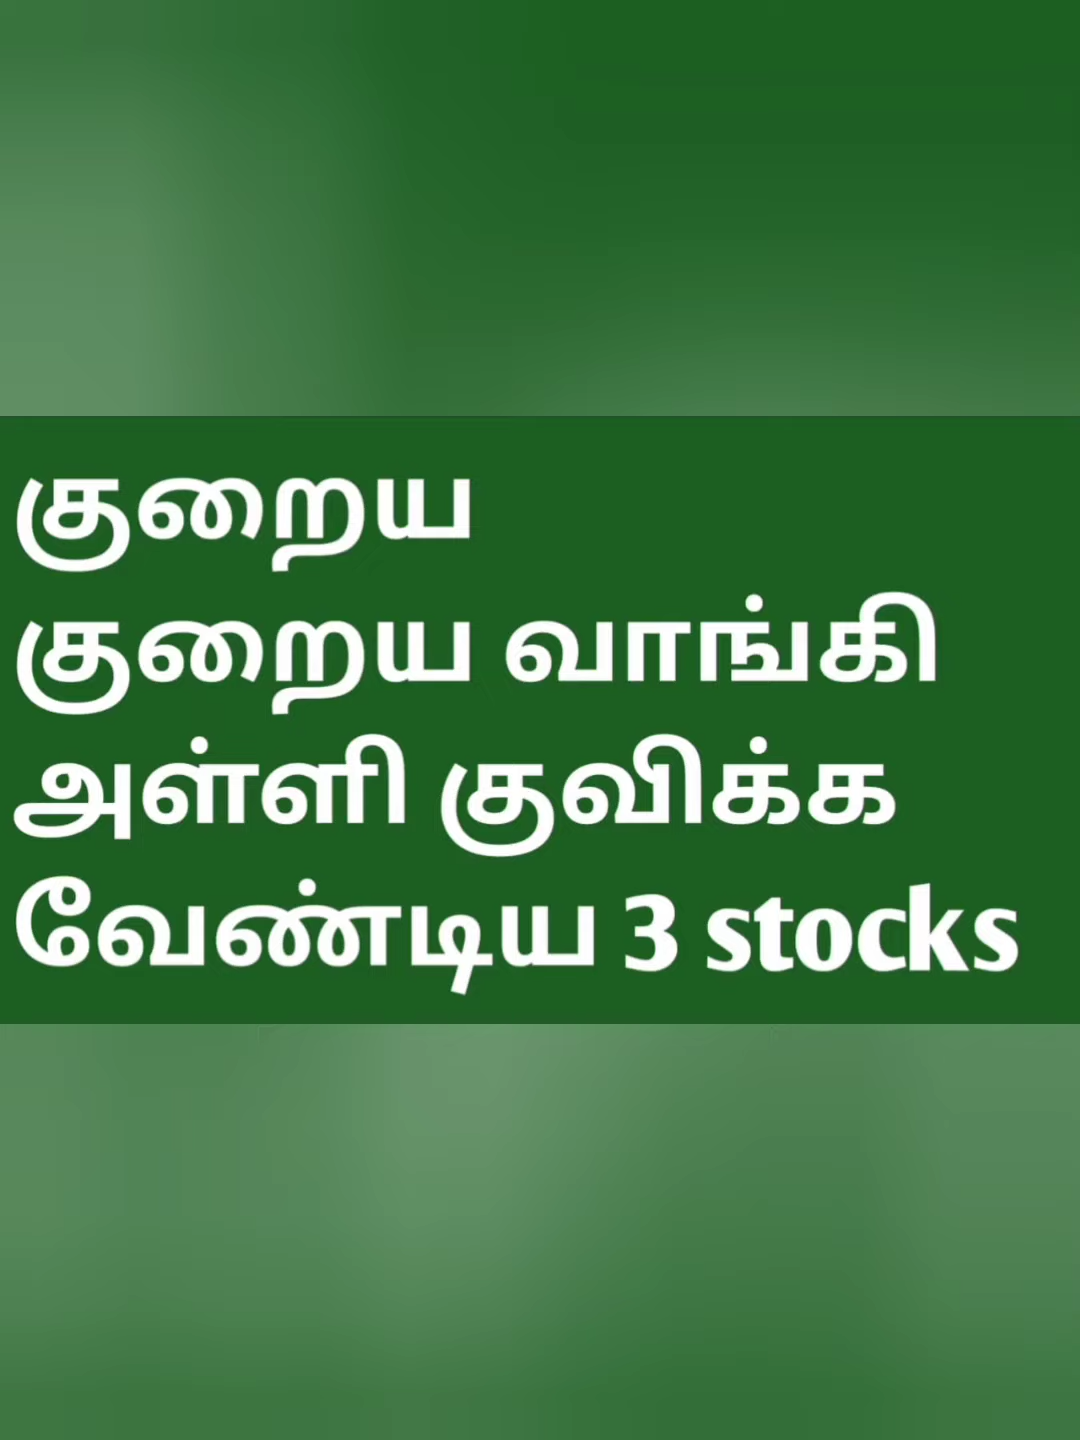 குறைய
குறைய வாங்கி
அள்ளி குவிக்க
வேண்டிய 3 stocks